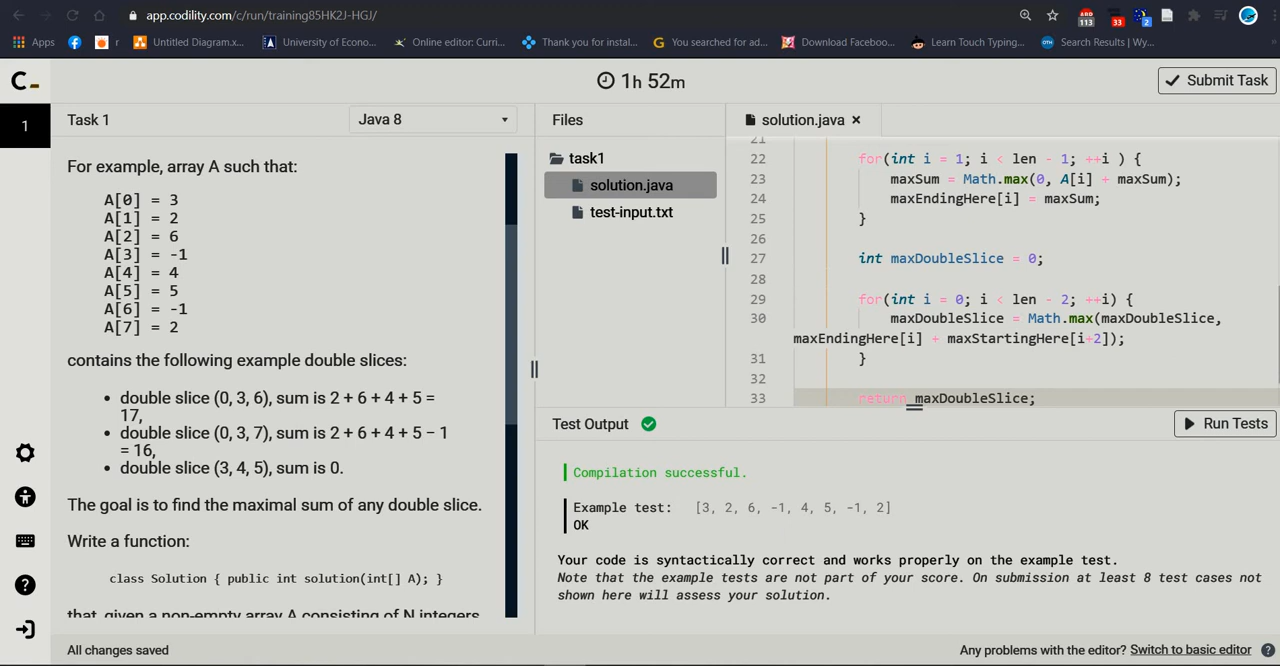 app.codility.com/c/run/training85HK2J-HGJ/
113
33
2
Apps
r
Untitled Diagram.x...
University of Econo...
Online editor: Curri...
Thank you for instal...
You searched for ad...
Download Faceboo...
Learn Touch Typing...
OTH
Search Results | Wy...
1h 52m
Submit Task
1
Task 1
Java 8
Files
solution.java
task1
solution.java
test-input.txt
For example, array A such that:
A[0] = 3
A[1] = 2
A[2] = 6
A[3] = -1
A[4] = 4
A[5] = 5
A[6] = -1
A[7] = 2
contains the following example double slices:
• double slice (0, 3, 6), sum is 2 + 6 + 4 + 5 =
17,
• double slice (0, 3, 7), sum is 2 + 6 + 4 + 5 − 1
= 16,
• double slice (3, 4, 5), sum is 0.
The goal is to find the maximal sum of any double slice.
Write a function:
class Solution { public int solution(int[] A); }
that, given a non-empty array A consisting of N integers
21
22 for(int i = 1; i < len - 1; ++i ) {
23 maxSum = Math.max(0, A[i] + maxSum);
24 maxEndingHere[i] = maxSum;
25 }
26
27 int maxDoubleSlice = 0;
28
29 for(int i = 0; i < len - 2; ++i) {
30 maxDoubleSlice = Math.max(maxDoubleSlice,
maxEndingHere[i] + maxStartingHere[i+2]);
31 }
32
33 return maxDoubleSlice;
Test Output
Run Tests
Compilation successful.
Example test: [3, 2, 6, -1, 4, 5, -1, 2]
OK
Your code is syntactically correct and works properly on the example test.
Note that the example tests are not part of your score. On submission at least 8 test cases not
shown here will assess your solution.
All changes saved
Any problems with the editor? Switch to basic editor